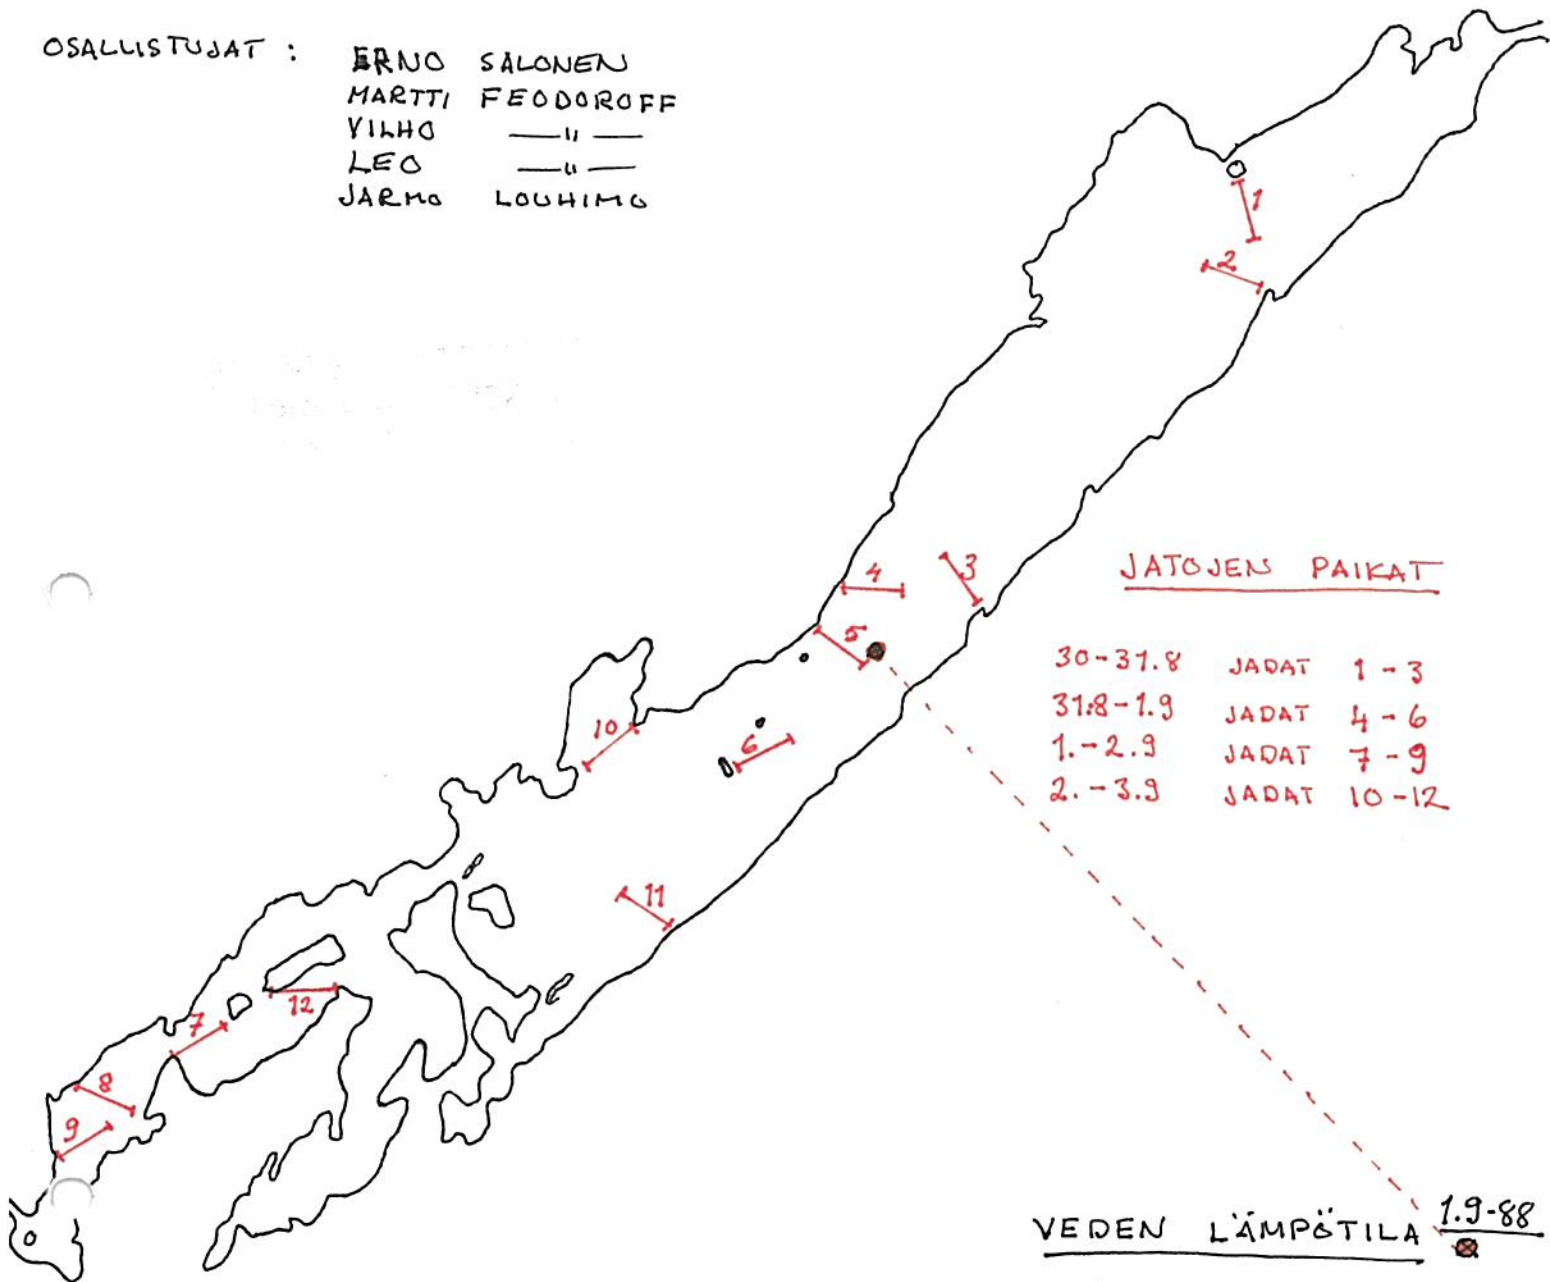 OSALLISTUJAT :
ERNO SALONEN
MARTTI FEODOROFF
VILHO —"—
LEO —"—
JARMO LOUHIMO
1
2
3
4
5
6
10
11
12
7
8
9
JATOJEN PAIKAT
30-31.8 JADAT 1-3
31.8-1.9 JADAT 4-6
1.-2.9 JADAT 7-9
2.-3.9 JADAT 10-12
VEDEN LÄMPÖTILA 1.9-88